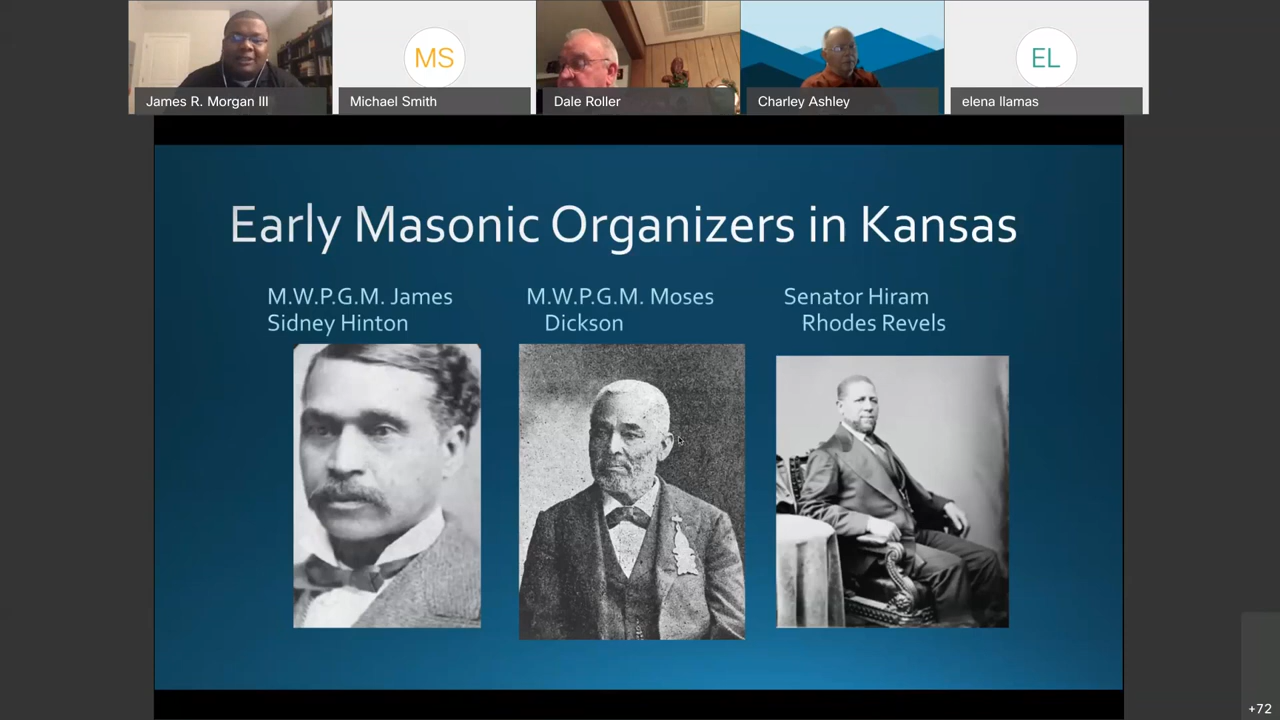 James R. Morgan III
MS
Michael Smith
Dale Roller
Charley Ashley
EL
elena llamas
Early Masonic Organizers in Kansas
M.W.P.G.M. James
Sidney Hinton
M.W.P.G.M. Moses
Dickson
Senator Hiram
Rhodes Revels
+72